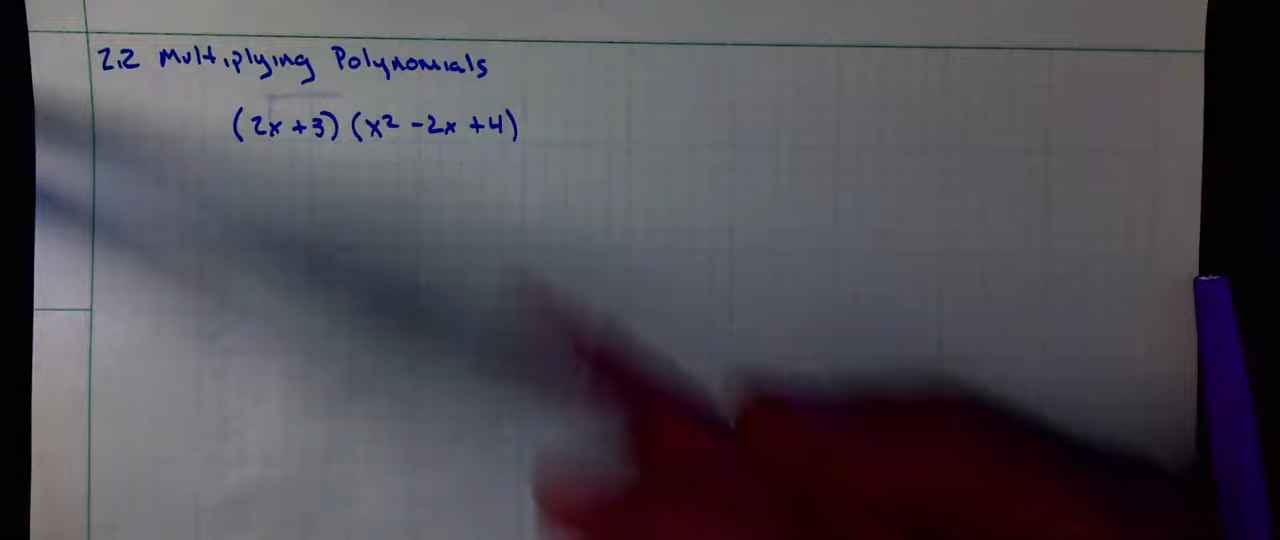 2.2 Multiplying Polynomials
(2x +3) (x² -2x +4)